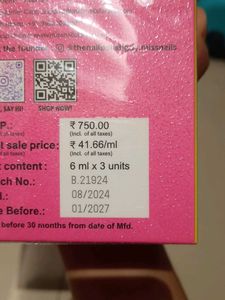 the founder @thenailpolishguy_missnails
SAY HI! SHOP NOW!
P.: ₹ 750.00
(Incl. of all taxes)
t sale price: ₹ 41.66/ml
(Incl. of all taxes)
t content : 6 ml x 3 units
ch No.: B.21924
l.: 08/2024
e Before.: 01/2027
before 30 months from date of Mfd.